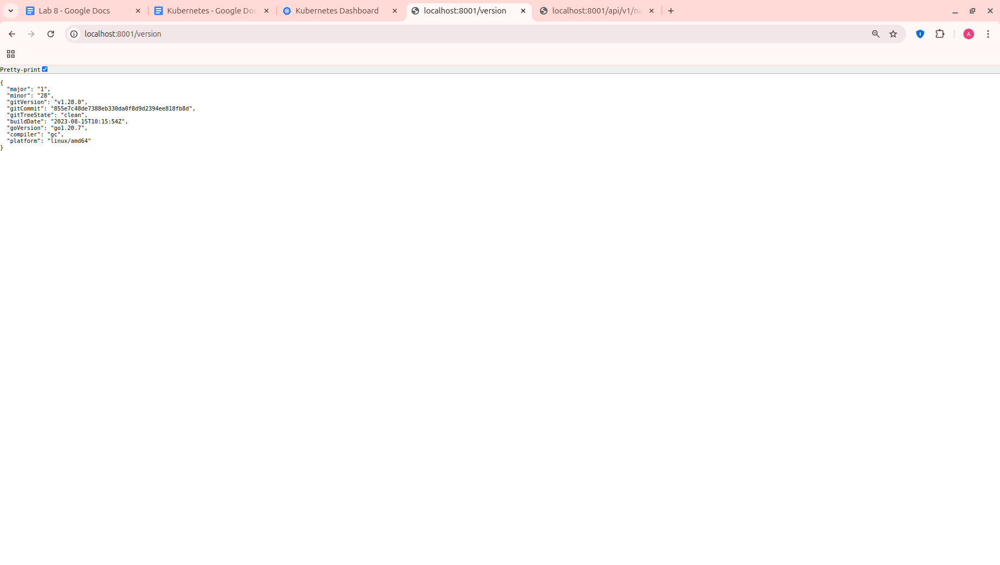 Lab 8 - Google Docs
Kubernetes - Google Doc
Kubernetes Dashboard
localhost:8001/version
localhost:8001/api/v1/na
localhost:8001/version
A
Pretty-print
{
  "major": "1",
  "minor": "28",
  "gitVersion": "v1.28.0",
  "gitCommit": "855e7c48de7388eb330da0f8d9d2394ee818fb8d",
  "gitTreeState": "clean",
  "buildDate": "2023-08-15T10:15:54Z",
  "goVersion": "go1.20.7",
  "compiler": "gc",
  "platform": "linux/amd64"
}